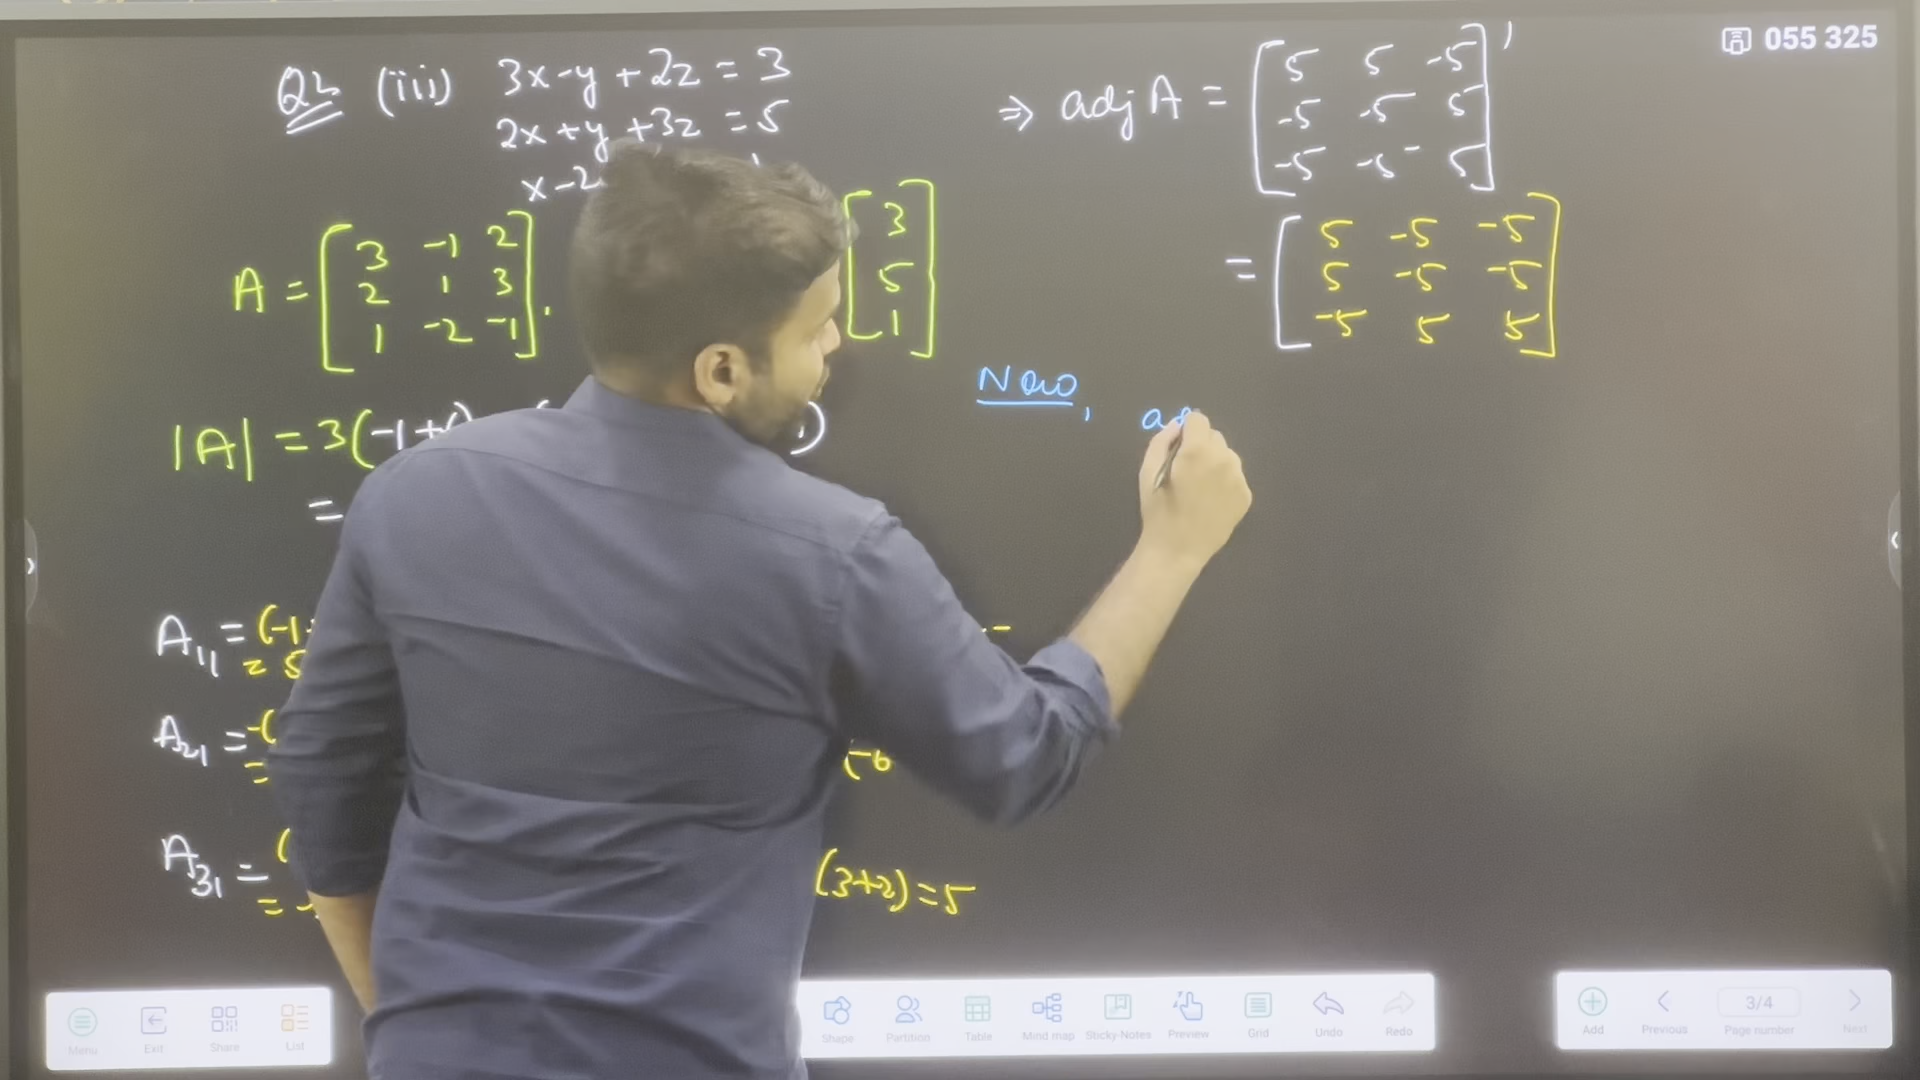 Q2 (iii) 3x-y+2z = 3
2x+y+3z = 5
x-2
A = [3 -1 2
2 1 3
1 -2 -1].
[3
5
1]
|A| = 3(-1+
)
=
A₁₁ = (-1
= 5
A₂₁ = -(
=
(-6
A₃₁ = (
= -
(3+2) = 5
⇒ adj A = [5 5 -5
-5 -5 5
-5 -5 5]'
= [5 -5 -5
5 -5 -5
-5 5 5]
Now,
055 325
Menu Exit Share List
Shape Partition Table Mind map Sticky-Notes Preview Grid Undo Redo
Add Previous 3/4 Page number Next